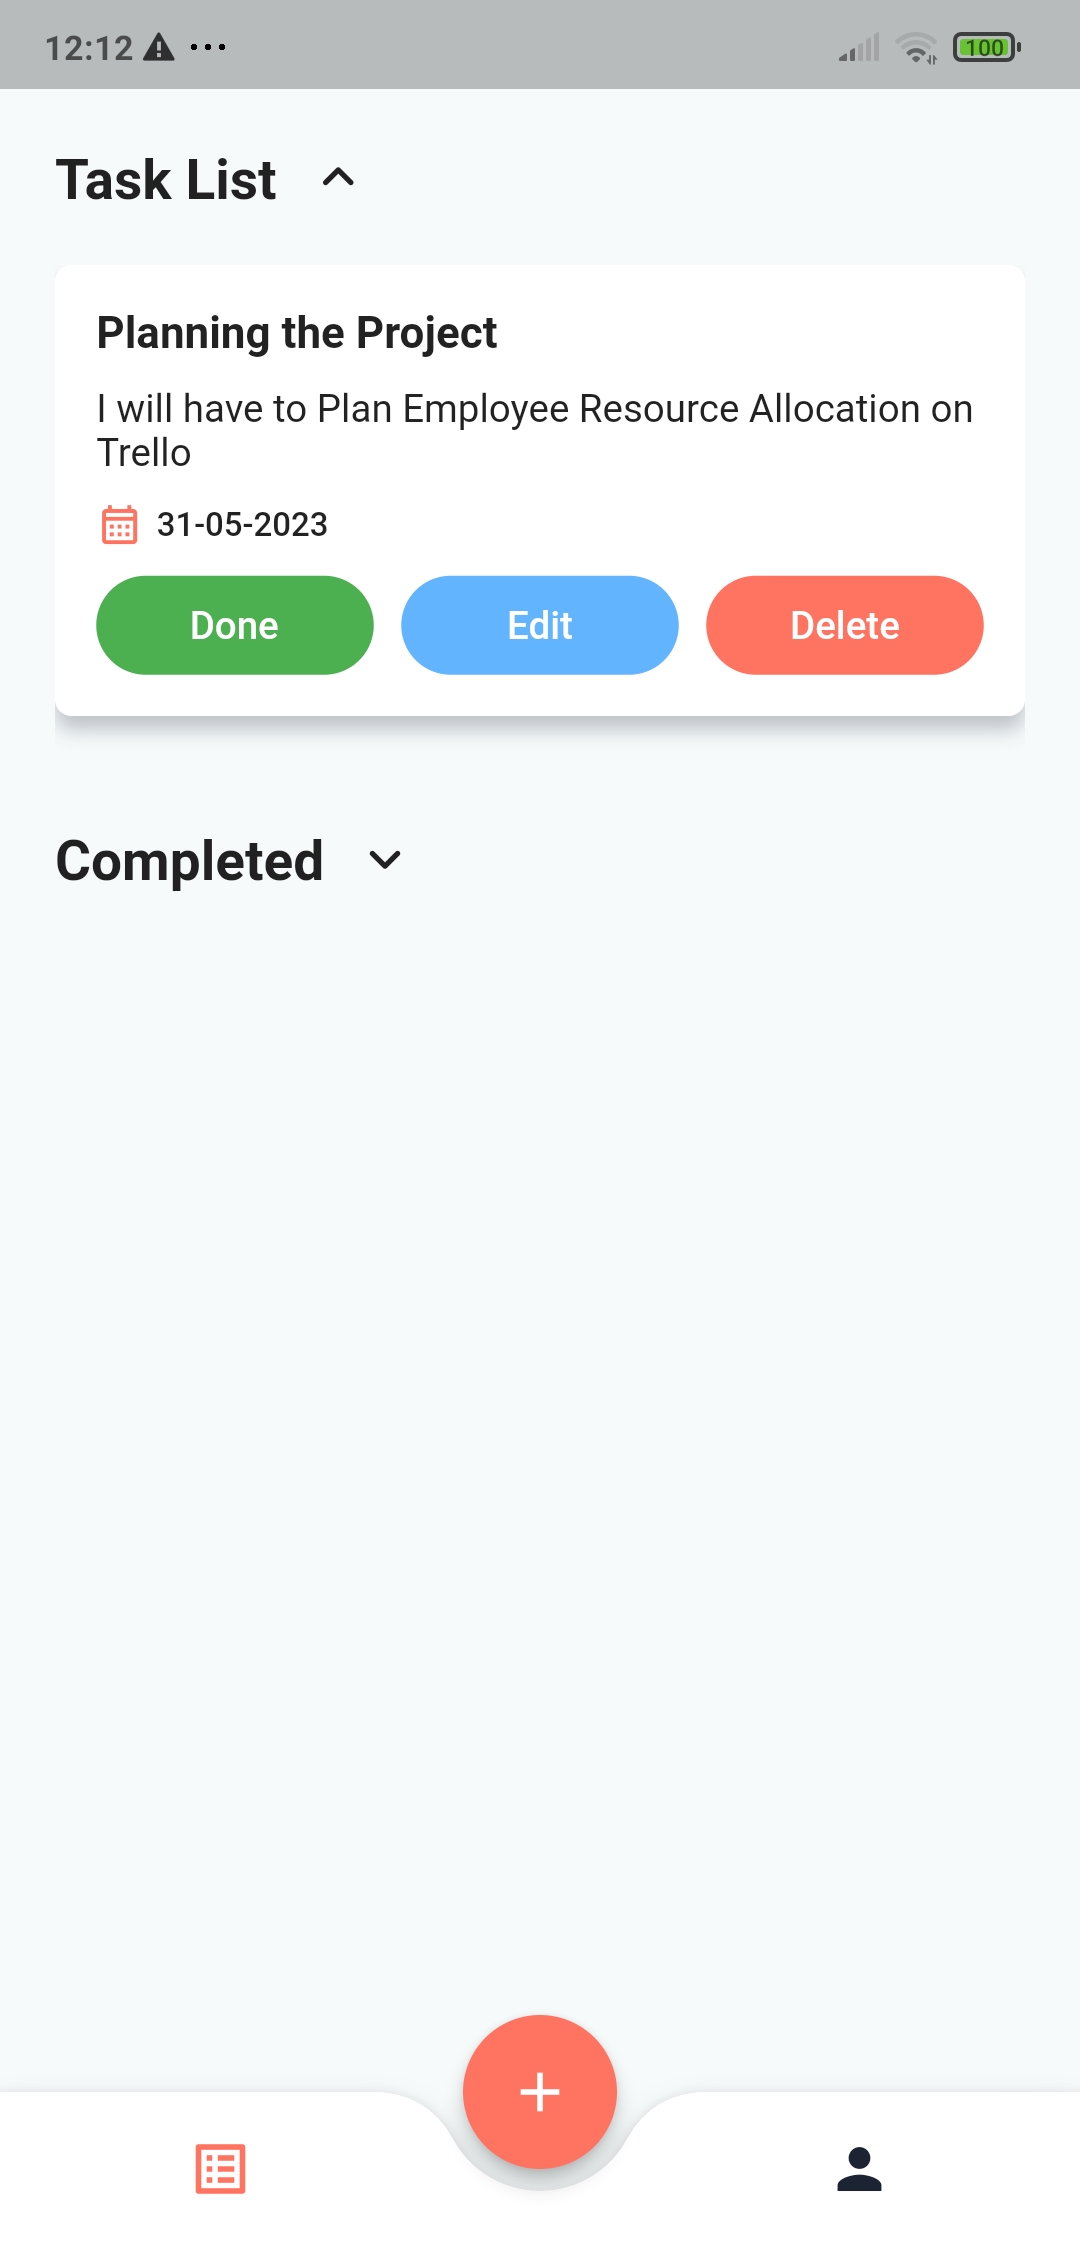 12:12
100
Task List
Planning the Project
I will have to Plan Employee Resource Allocation on
Trello
31-05-2023
Done Edit Delete
Completed